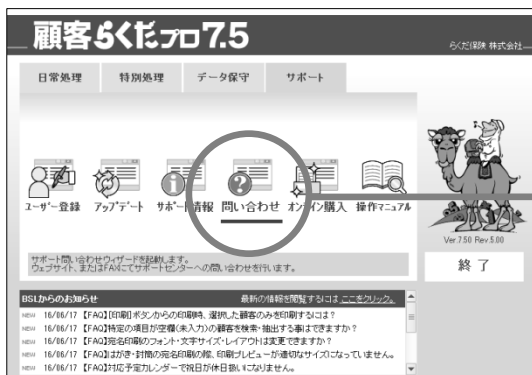 顧客らくだプロ7.5
らくだ保険 株式会社
日常処理 特別処理 データ保守 サポート
ユーザー登録 アップデート サポート情報 問い合わせ オンライン購入 操作マニュアル
Ver.7.50 Rev.5.00
サポート問い合わせウィザードを起動します。
ウェブサイト、またはFAXにてサポートセンターへの問い合わせを行います。
終了
BSLからのお知らせ 最新の情報を閲覧するには ここをクリック。
NEW 16/06/17 【FAQ】[印刷]ボタンからの印刷時、選択した顧客のみを印刷するには？
NEW 16/06/17 【FAQ】特定の項目が空欄(未入力)の顧客を検索・抽出する事はできますか？
NEW 16/06/17 【FAQ】宛名印刷のフォント・文字サイズ・レイアウトは変更できますか？
NEW 16/06/17 【FAQ】はがき・封筒の宛名印刷の際、印刷プレビューが適切なサイズになっていません。
NEW 16/06/17 【FAQ】対応予定カレンダーで祝日が休日扱いになりません。